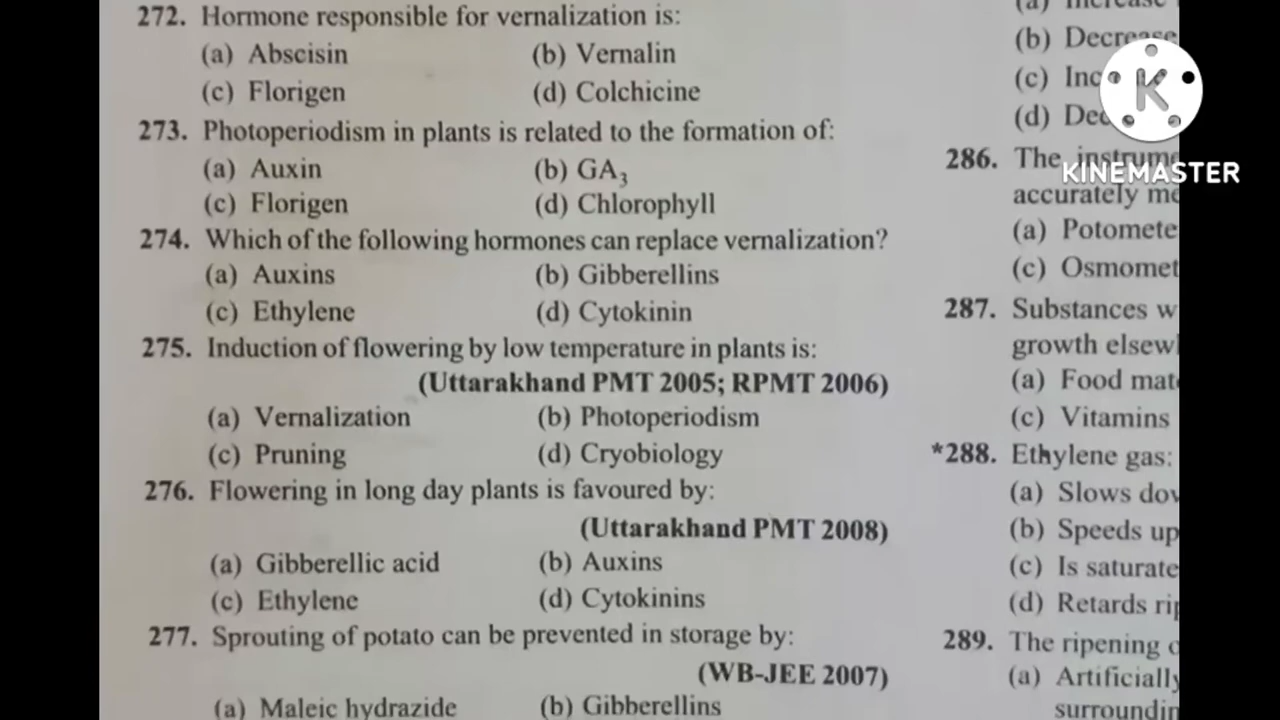 272. Hormone responsible for vernalization is:
(a) Abscisin (b) Vernalin
(c) Florigen (d) Colchicine
273. Photoperiodism in plants is related to the formation of:
(a) Auxin (b) GA₃
(c) Florigen (d) Chlorophyll
274. Which of the following hormones can replace vernalization?
(a) Auxins (b) Gibberellins
(c) Ethylene (d) Cytokinin
275. Induction of flowering by low temperature in plants is:
(Uttarakhand PMT 2005; RPMT 2006)
(a) Vernalization (b) Photoperiodism
(c) Pruning (d) Cryobiology
276. Flowering in long day plants is favoured by:
(Uttarakhand PMT 2008)
(a) Gibberellic acid (b) Auxins
(c) Ethylene (d) Cytokinins
277. Sprouting of potato can be prevented in storage by:
(WB-JEE 2007)
(a) Maleic hydrazide (b) Gibberellins
(a) Increase
(b) Decrease
(c)
(d)
286. The instrume
accurately me
(a) Potomete
(c) Osmomet
287. Substances w
growth elsew
(a) Food mat
(c) Vitamins
*288. Ethylene gas:
(a) Slows dow
(b) Speeds up
(c) Is saturate
(d) Retards rip
289. The ripening o
(a) Artificially
surroundin
K
KINEMASTER